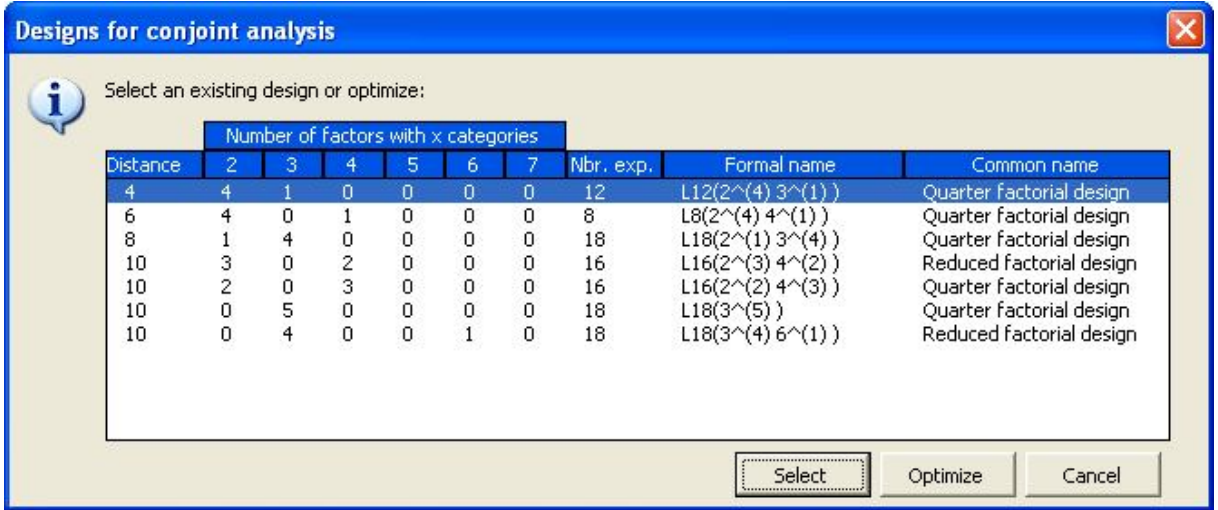 Designs for conjoint analysis
Select an existing design or optimize:
Number of factors with x categories
Distance 2 3 4 5 6 7 Nbr. exp. Formal name Common name
4 4 1 0 0 0 0 12 L12(2^(4) 3^(1) ) Quarter factorial design
6 4 0 1 0 0 0 8 L8(2^(4) 4^(1) ) Quarter factorial design
8 1 4 0 0 0 0 18 L18(2^(1) 3^(4) ) Quarter factorial design
10 3 0 2 0 0 0 16 L16(2^(3) 4^(2) ) Reduced factorial design
10 2 0 3 0 0 0 16 L16(2^(2) 4^(3) ) Quarter factorial design
10 0 5 0 0 0 0 18 L18(3^(5) ) Quarter factorial design
10 0 4 0 0 1 0 18 L18(3^(4) 6^(1) ) Reduced factorial design
Select Optimize Cancel